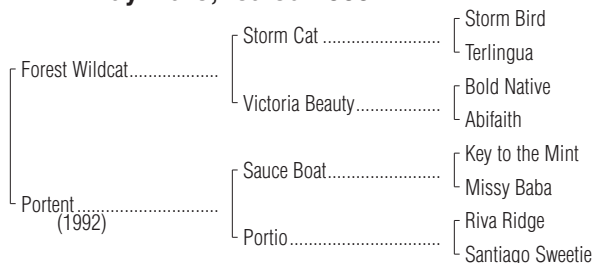 Storm Bird
Storm Cat
Terlingua
Forest Wildcat
Bold Native
Victoria Beauty
Abifaith
Key to the Mint
Sauce Boat
Missy Baba
Portent
(1992)
Riva Ridge
Portio
Santiago Sweetie